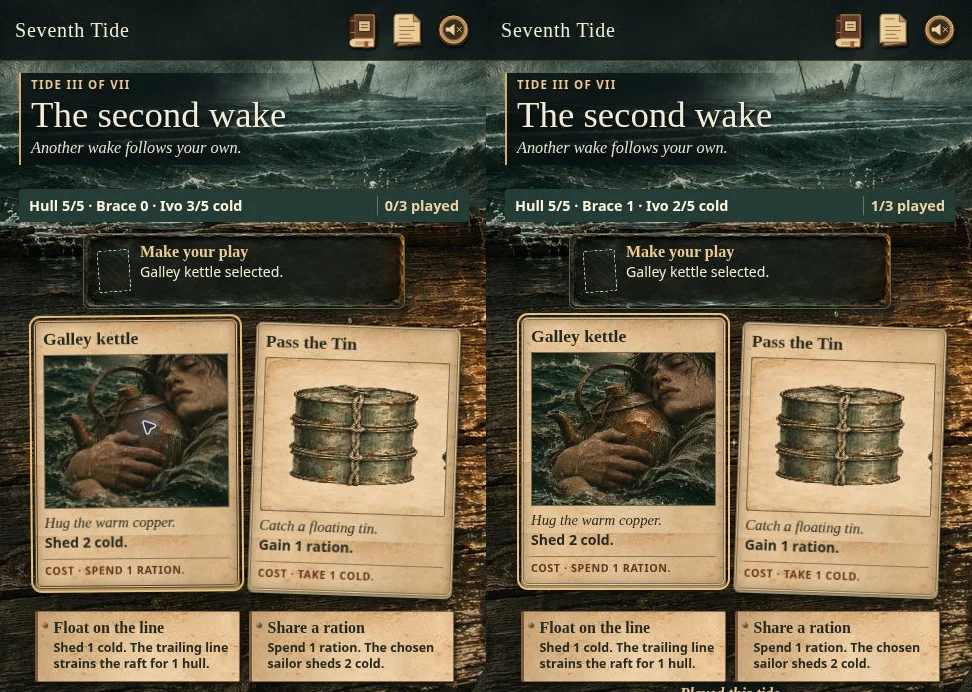 Seventh Tide
TIDE III OF VII
The second wake
Another wake follows your own.
Hull 5/5 · Brace 0 · Ivo 3/5 cold
0/3 played
Make your play
Galley kettle selected.
Galley kettle
Hug the warm copper.
Shed 2 cold.
COST · SPEND 1 RATION.
Pass the Tin
Catch a floating tin.
Gain 1 ration.
COST · TAKE 1 COLD.
Float on the line
Shed 1 cold. The trailing line
strains the raft for 1 hull.
Share a ration
Spend 1 ration. The chosen
sailor sheds 2 cold.
Seventh Tide
TIDE III OF VII
The second wake
Another wake follows your own.
Hull 5/5 · Brace 1 · Ivo 2/5 cold
1/3 played
Make your play
Galley kettle selected.
Galley kettle
Hug the warm copper.
Shed 2 cold.
COST · SPEND 1 RATION.
Pass the Tin
Catch a floating tin.
Gain 1 ration.
COST · TAKE 1 COLD.
Float on the line
Shed 1 cold. The trailing line
strains the raft for 1 hull.
Share a ration
Spend 1 ration. The chosen
sailor sheds 2 cold.
Played this tide